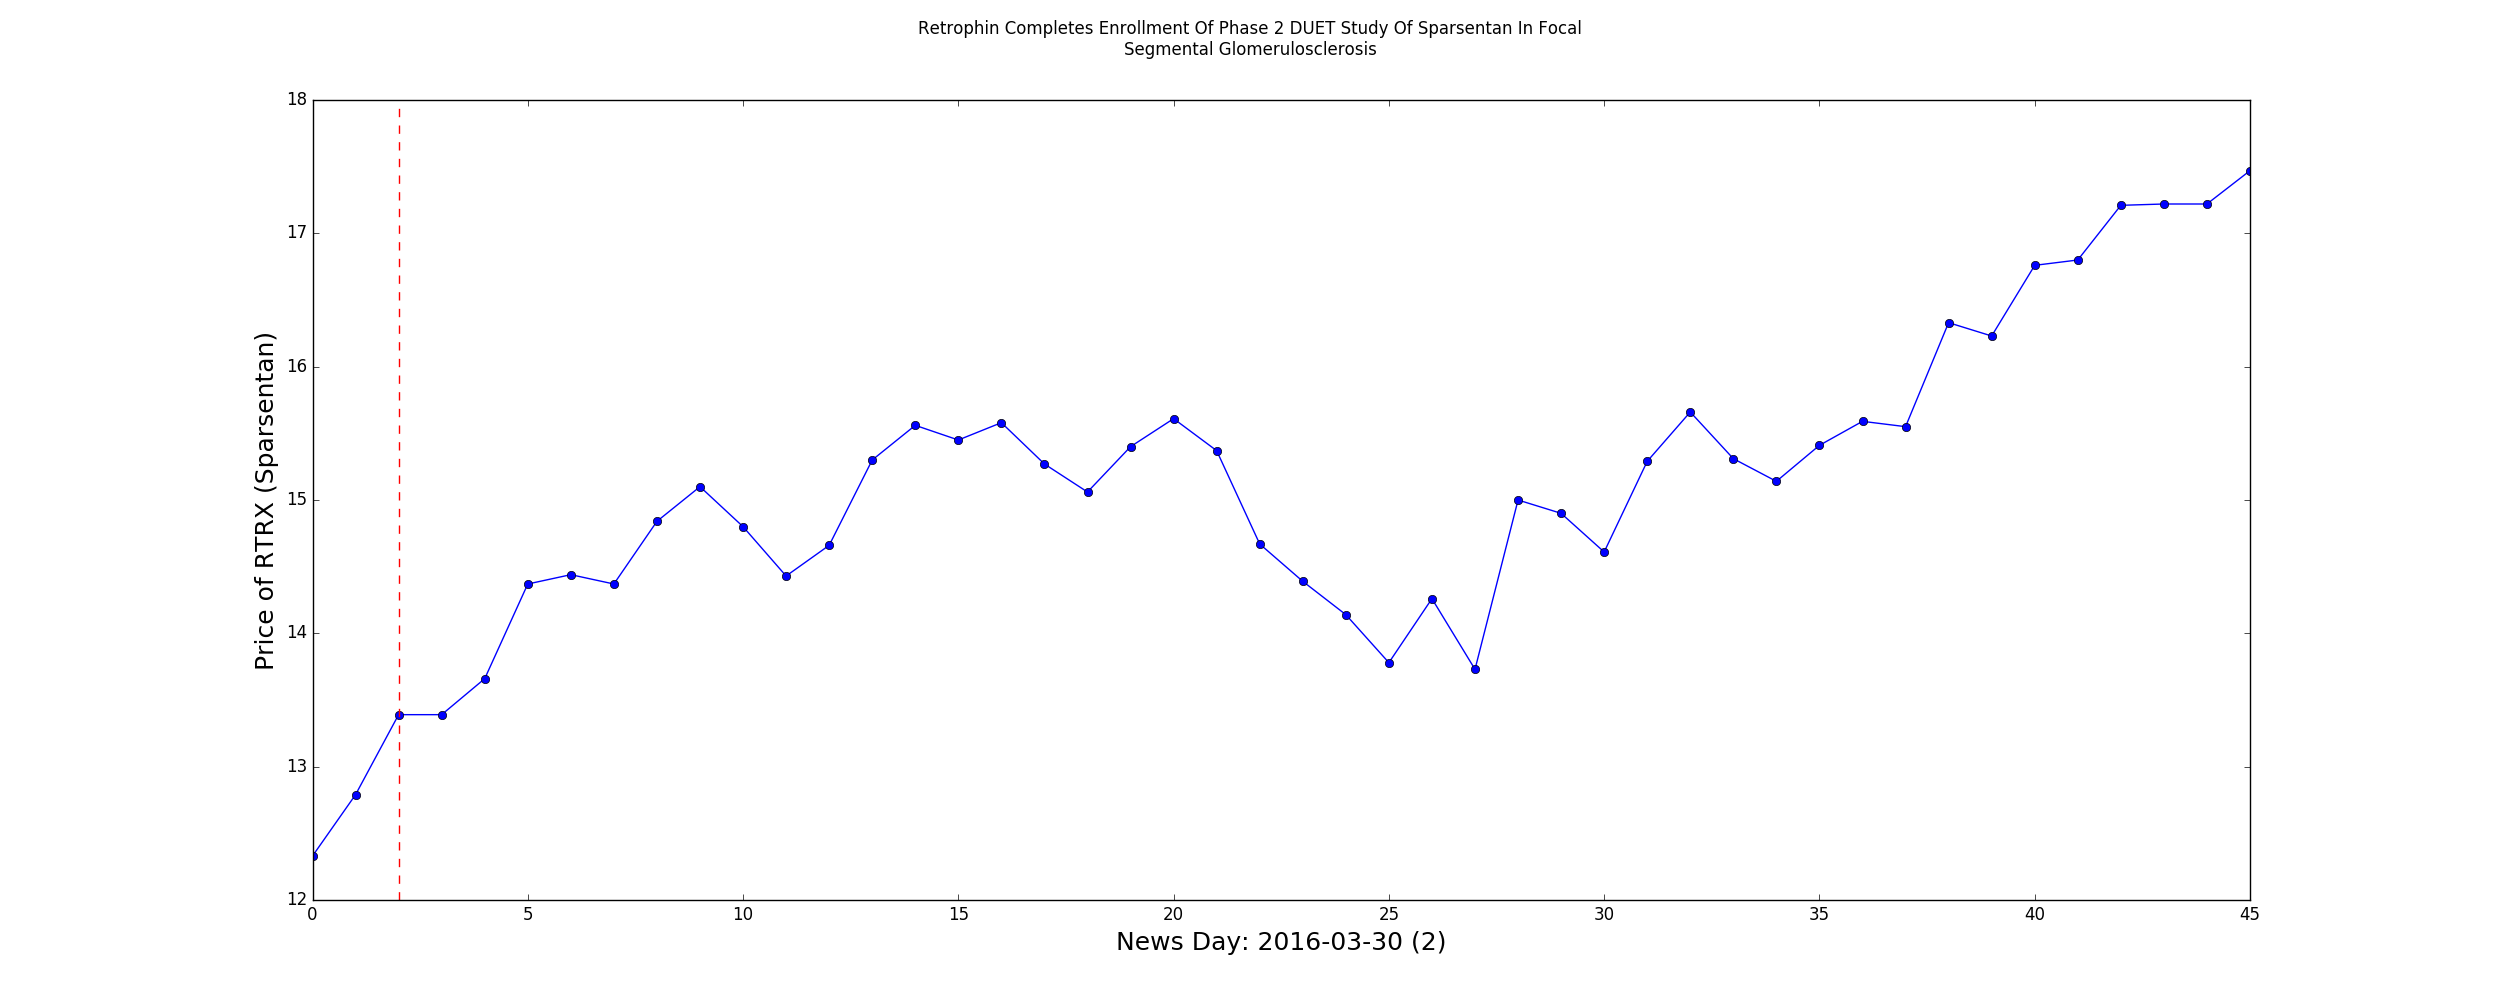 Retrophin Completes Enrollment Of Phase 2 DUET Study Of Sparsentan In Focal
Segmental Glomerulosclerosis
18
17
16
15
14
13
12
Price of RTRX (Sparsentan)
0 5 10 15 20 25 30 35 40 45
News Day: 2016-03-30 (2)